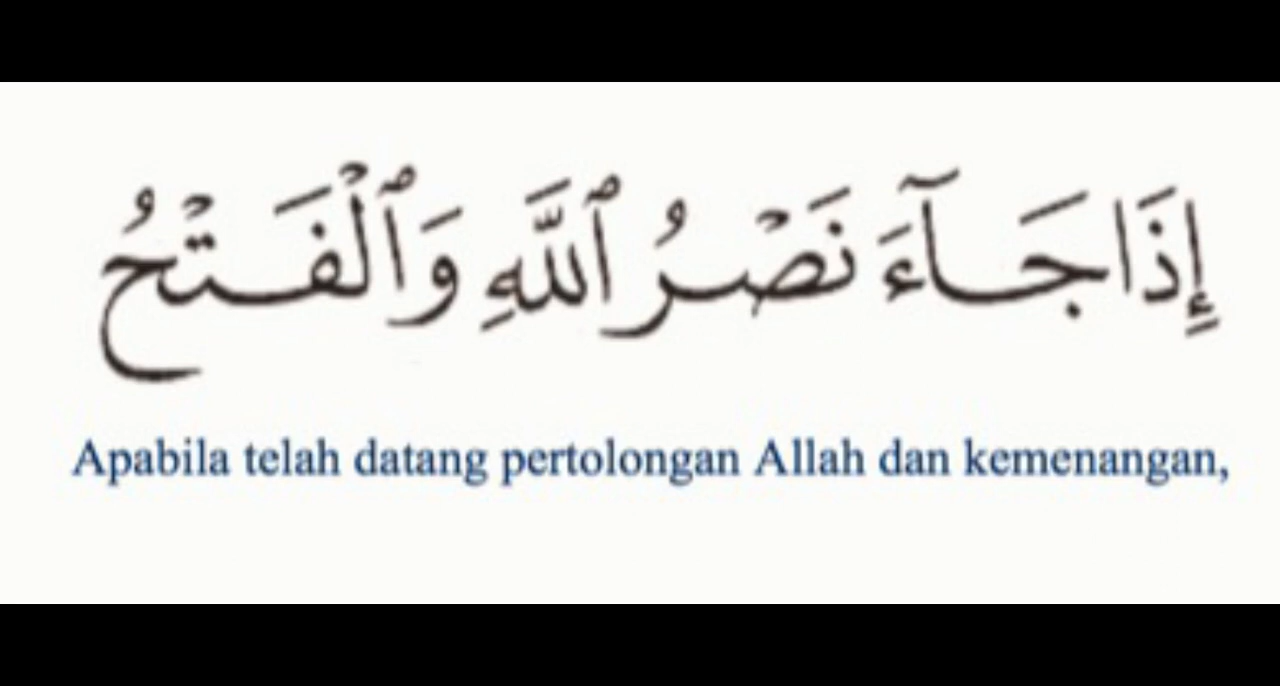 إِذَا جَآءَ نَصْرُ ٱللَّهِ وَٱلْفَتْحُ
Apabila telah datang pertolongan Allah dan kemenangan,